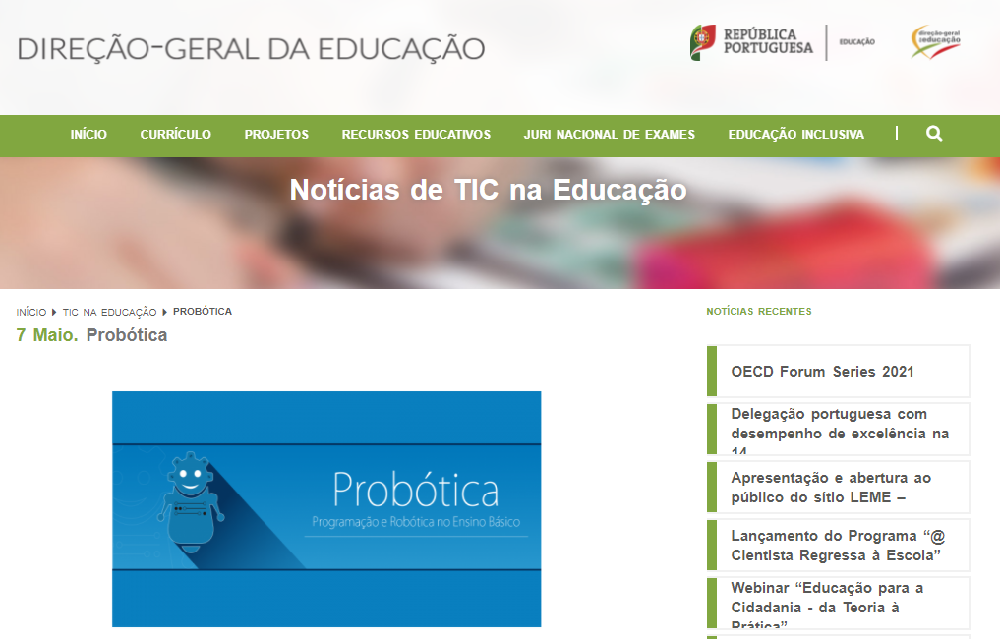 DIREÇÃO-GERAL DA EDUCAÇÃO
REPÚBLICA
PORTUGUESA
EDUCAÇÃO
direção-geral
da educação
INÍCIO CURRÍCULO PROJETOS RECURSOS EDUCATIVOS JURI NACIONAL DE EXAMES EDUCAÇÃO INCLUSIVA |
Notícias de TIC na Educação
INÍCIO TIC NA EDUCAÇÃO PROBÓTICA
7 Maio. Probótica
Probótica
Programação e Robótica no Ensino Básico
NOTÍCIAS RECENTES
OECD Forum Series 2021
Delegação portuguesa com
desempenho de excelência na
14
Apresentação e abertura ao
público do sítio LEME –
Lançamento do Programa “@
Cientista Regressa à Escola”
Webinar “Educação para a
Cidadania - da Teoria à
Prática”